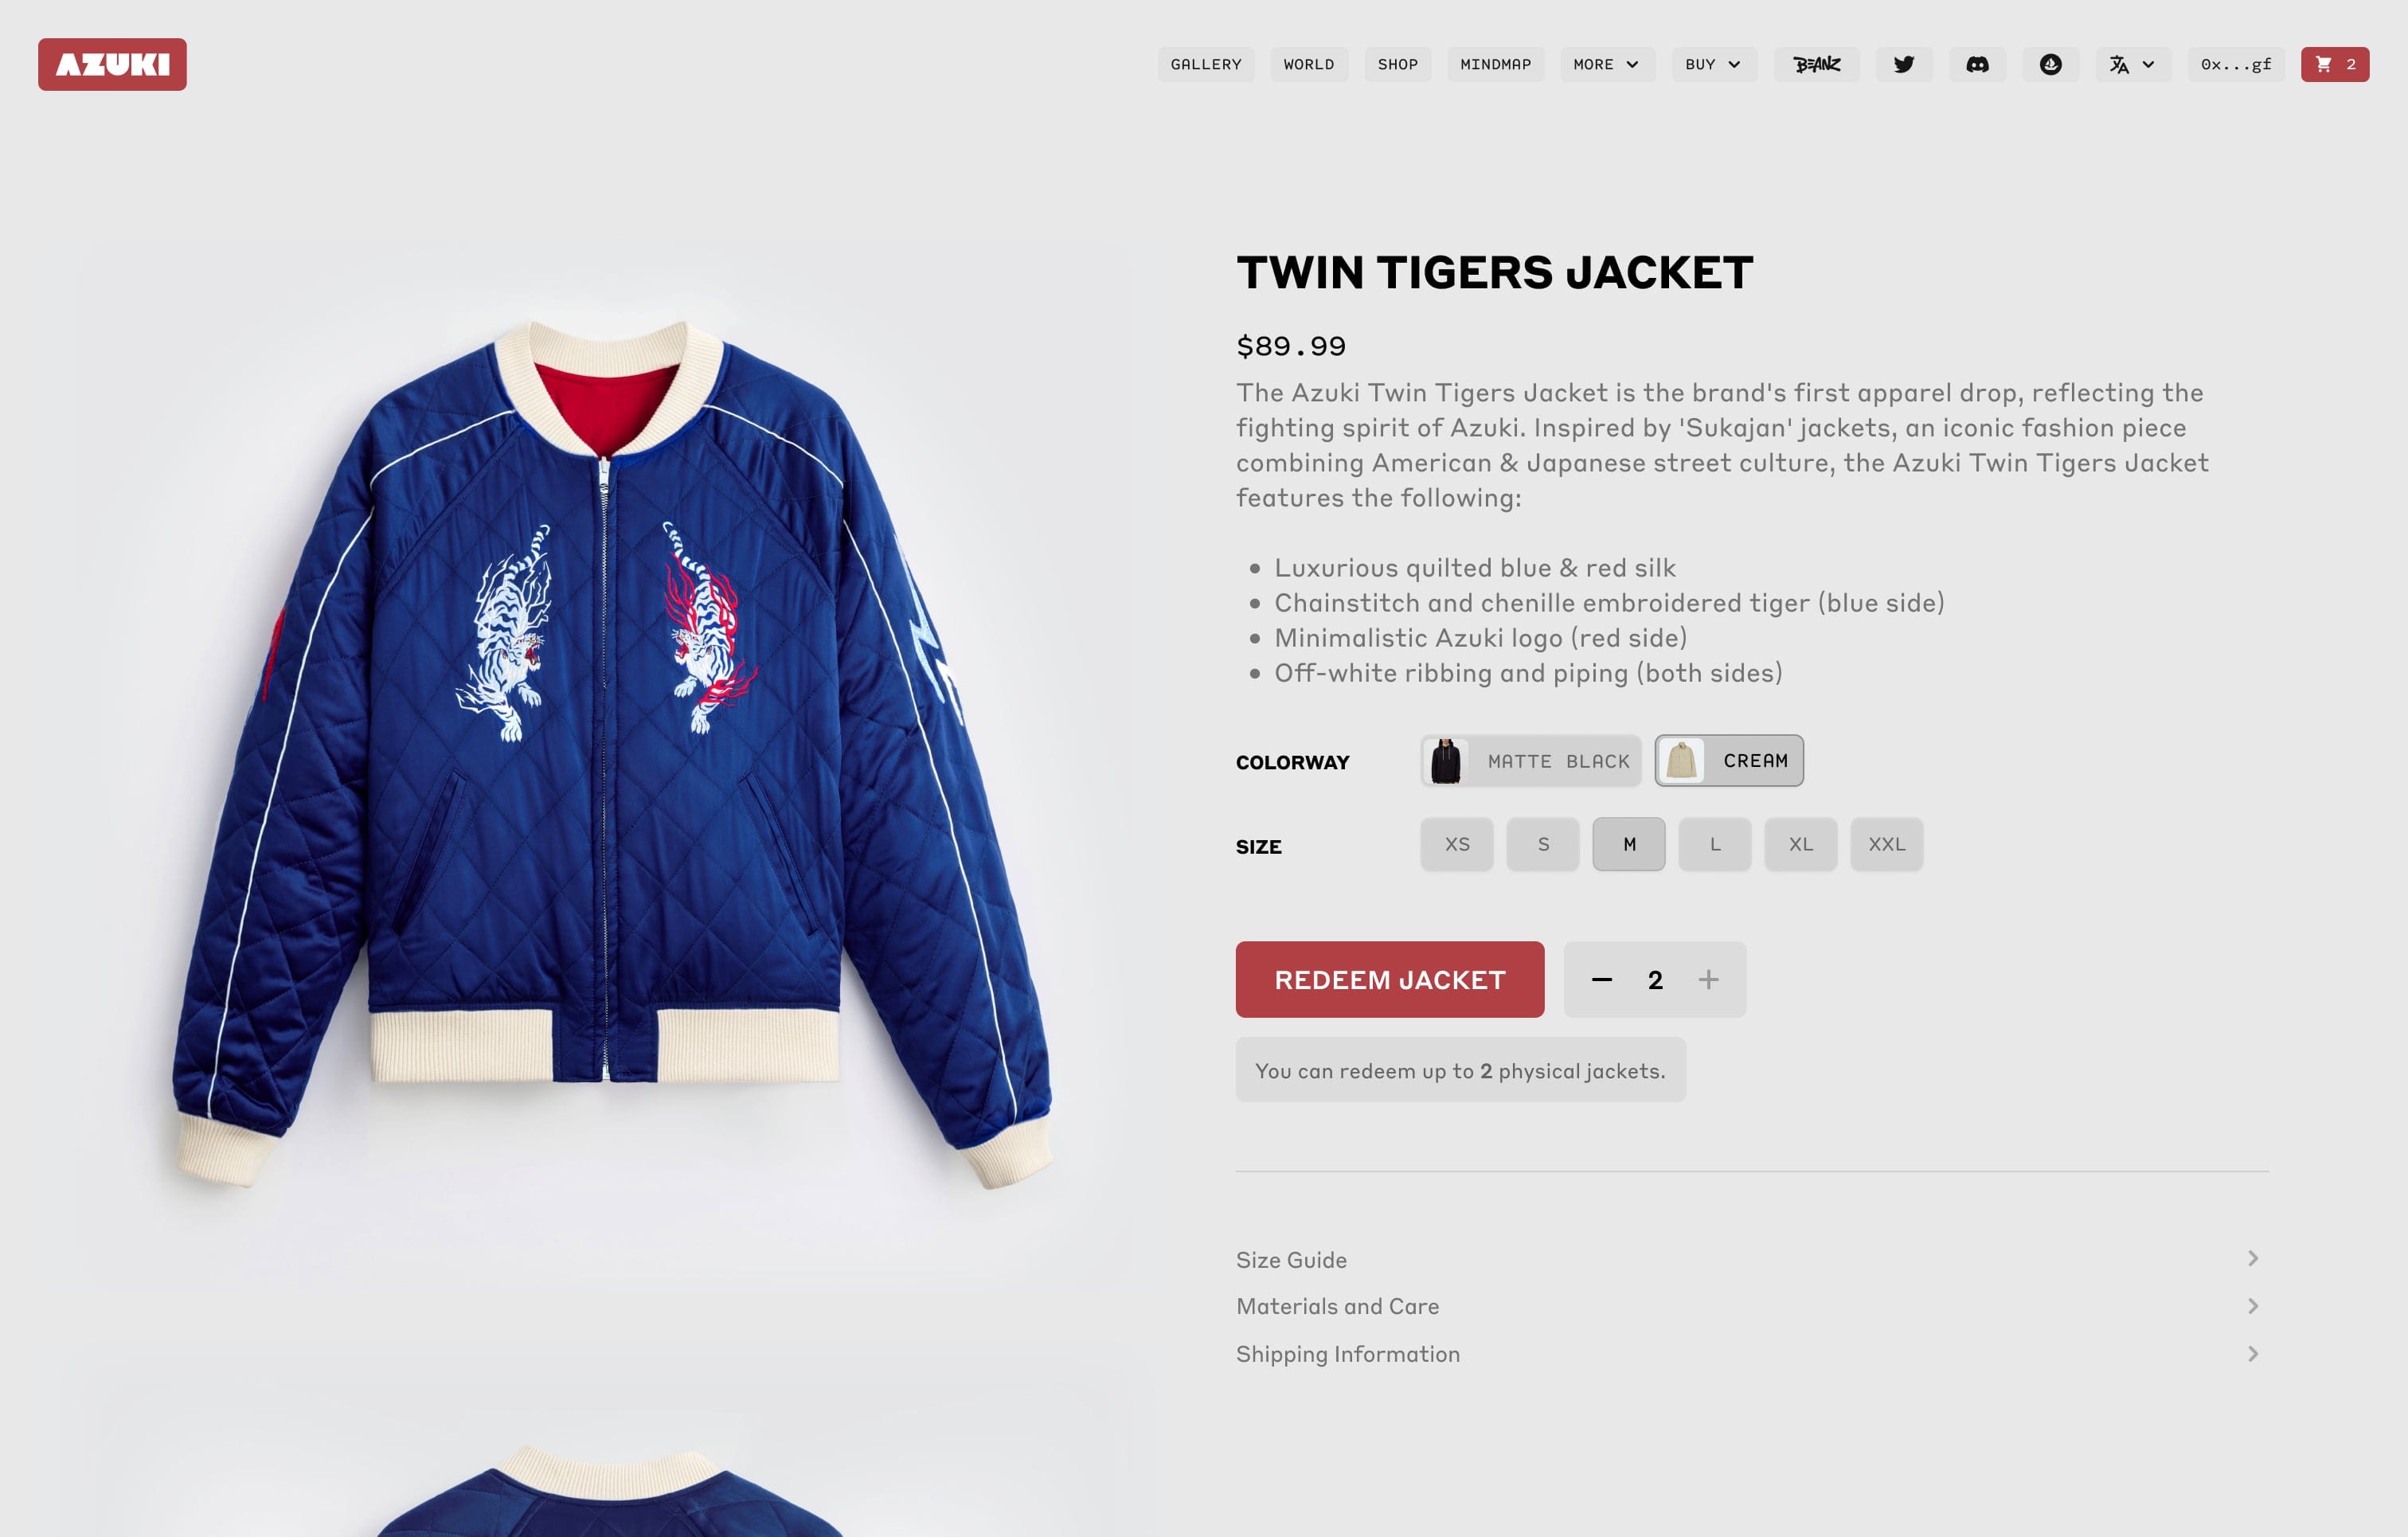 AZUKI
GALLERY
WORLD
SHOP
MINDMAP
MORE
BUY
BEANZ
0x...gf
2
TWIN TIGERS JACKET
$89.99
The Azuki Twin Tigers Jacket is the brand's first apparel drop, reflecting the
fighting spirit of Azuki. Inspired by 'Sukajan' jackets, an iconic fashion piece
combining American & Japanese street culture, the Azuki Twin Tigers Jacket
features the following:
Luxurious quilted blue & red silk
Chainstitch and chenille embroidered tiger (blue side)
Minimalistic Azuki logo (red side)
Off-white ribbing and piping (both sides)
COLORWAY
MATTE BLACK
CREAM
SIZE
XS
S
M
L
XL
XXL
REDEEM JACKET
− 2 +
You can redeem up to 2 physical jackets.
Size Guide
Materials and Care
Shipping Information